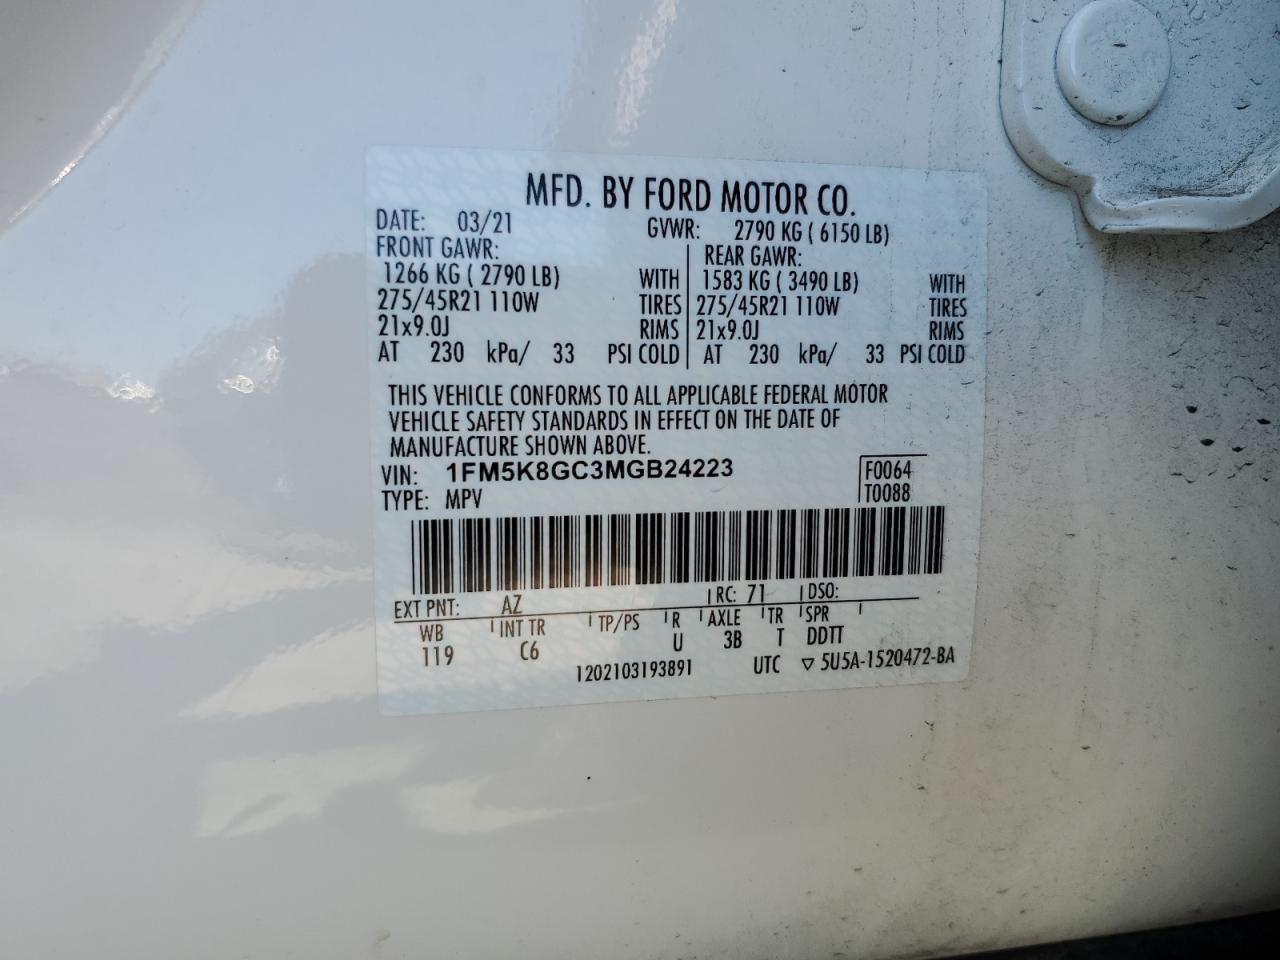 MFD. BY FORD MOTOR CO.
DATE: 03/21 GVWR: 2790 KG ( 6150 LB)
FRONT GAWR: REAR GAWR:
1266 KG ( 2790 LB) WITH 1583 KG ( 3490 LB) WITH
275/45R21 110W TIRES 275/45R21 110W TIRES
21x9.0J RIMS 21x9.0J RIMS
AT 230 kPa/ 33 PSI COLD AT 230 kPa/ 33 PSI COLD
THIS VEHICLE CONFORMS TO ALL APPLICABLE FEDERAL MOTOR
VEHICLE SAFETY STANDARDS IN EFFECT ON THE DATE OF
MANUFACTURE SHOWN ABOVE.
VIN: 1FM5K8GC3MGB24223 F0064
TYPE: MPV T0088
EXT PNT: AZ RC: 71 DSO:
WB INT TR TP/PS R AXLE TR SPR
119 C6 U 3B T DDTT
1202103193891 UTC ▽ 5U5A-1520472-BA